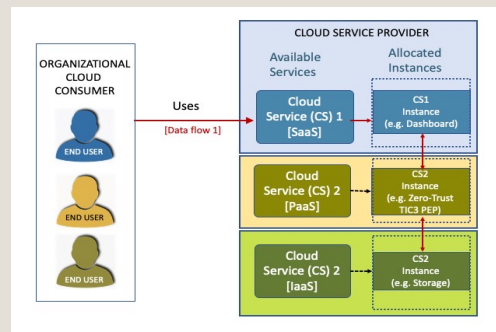 CLOUD SERVICE PROVIDER
ORGANIZATIONAL
CLOUD
CONSUMER
END USER
END USER
END USER
Uses
[Data flow 1]
Available
Services
Allocated
Instances
Cloud
Service (CS) 1
[SaaS]
CS1
Instance
(e.g. Dashboard)
Cloud
Service (CS) 2
[PaaS]
CS2
Instance
(e.g. Zero-Trust
TIC3 PEP)
Cloud
Service (CS) 2
[IaaS]
CS2
Instance
(e.g. Storage)